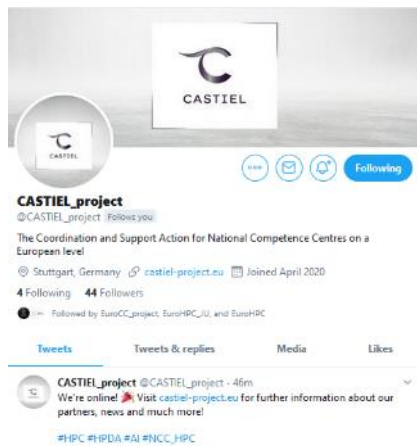 CASTIEL
CASTIEL
Following
CASTIEL_project
@CASTIEL_project Follows you
The Coordination and Support Action for National Competence Centres on a
European level
Stuttgart, Germany castiel-project.eu Joined April 2020
4 Following 44 Followers
Followed by EuroCC_project, EuroHPC_JU, and EuroHPC
Tweets Tweets & replies Media Likes
CASTIEL_project @CASTIEL_project · 46m
We're online! 🎉 Visit castiel-project.eu for further information about our
partners, news and much more!
#HPC #HPDA #AI #NCC_HPC